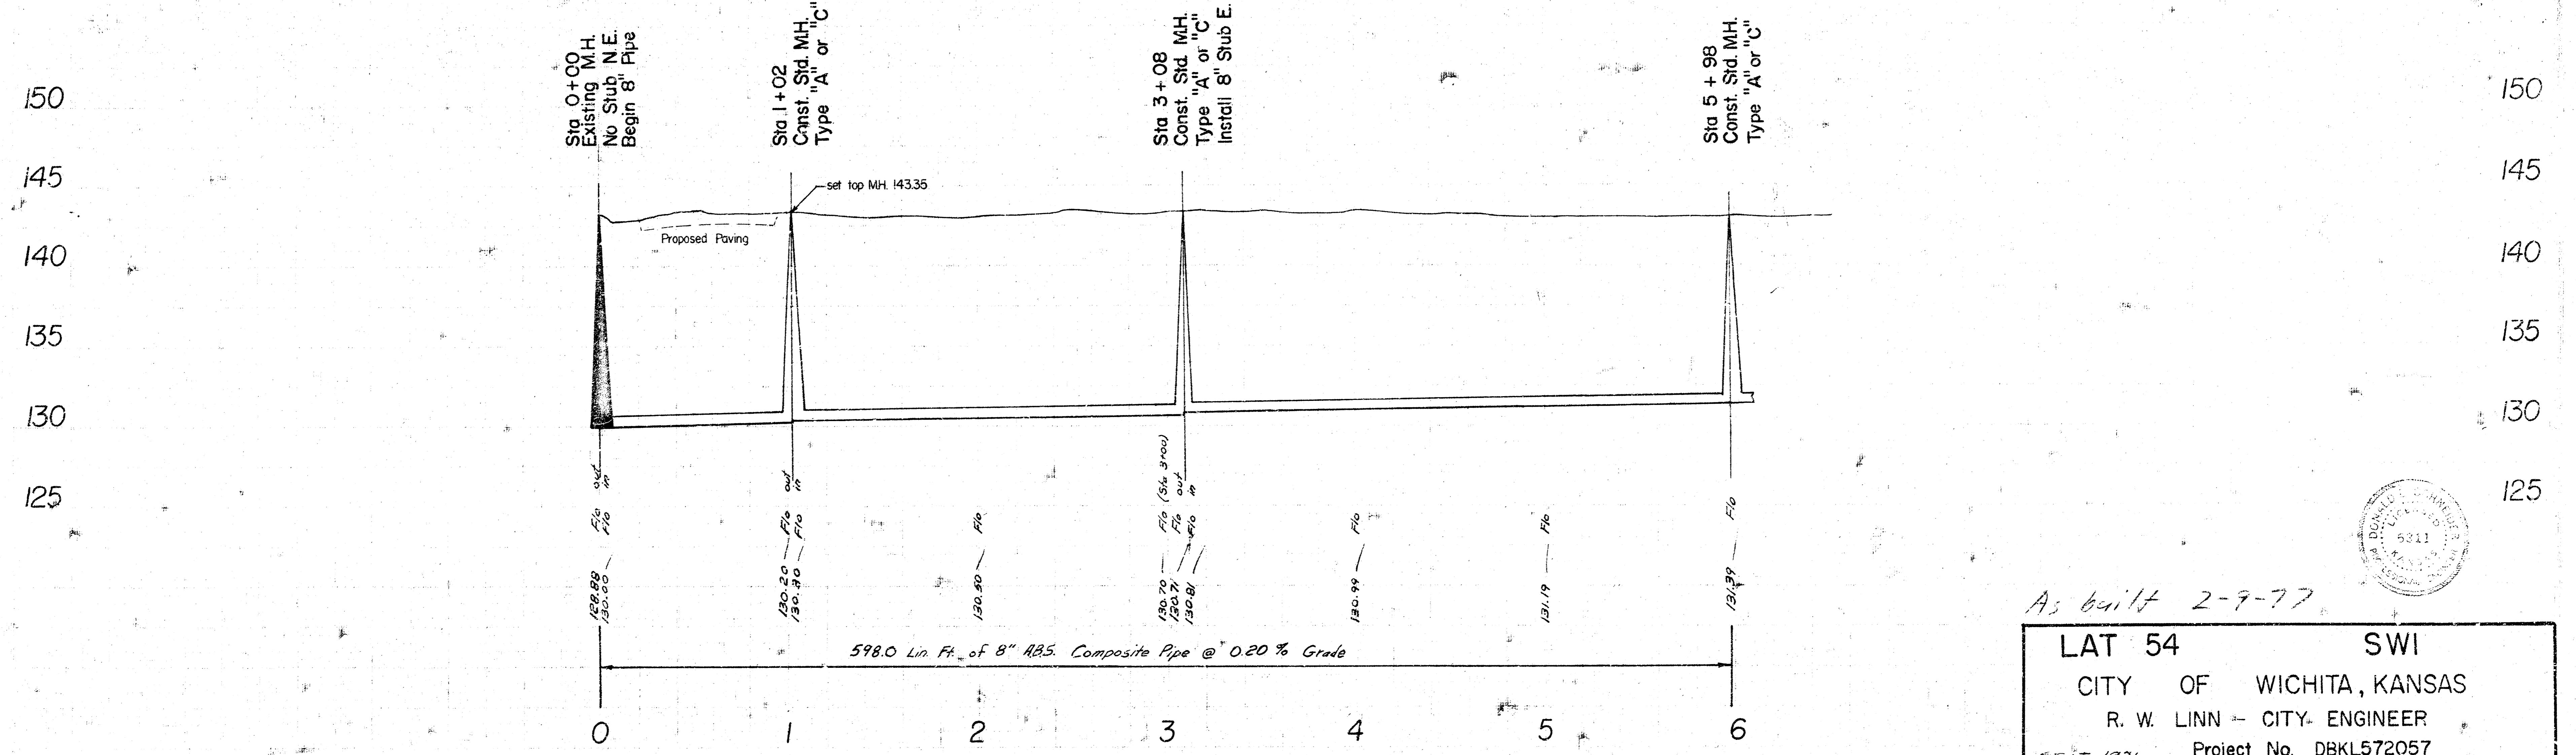 Sta 0+00
Existing M.H.
No Stub N.E.
Begin 8" Pipe
Sta 1+02
Const. Std. M.H.
Type "A" or "C"
Sta 3+08
Const. Std. M.H.
Type "A" or "C"
Install 8" Stub E.
Sta 5+98
Const. Std. M.H.
Type "A" or "C"
150
150
145
145
set top M.H. 143.35
Proposed Paving
140
140
135
135
130
130
125
125
128.88 Flo out
130.00 Flo in
130.20 Flo out
130.30 Flo in
130.50 Flo
130.70 Flo (Sta 3+00)
130.71 Flo out
130.81 Flo in
130.99 Flo
131.19 Flo
131.39 Flo
598.0 Lin. Ft. of 8" A.B.S. Composite Pipe @ 0.20 % Grade
0 1 2 3 4 5 6
LICENSED
6311
As built 2-9-77
LAT 54 SWI
CITY OF WICHITA, KANSAS
R. W. LINN - CITY ENGINEER
Project No. DBKL572057